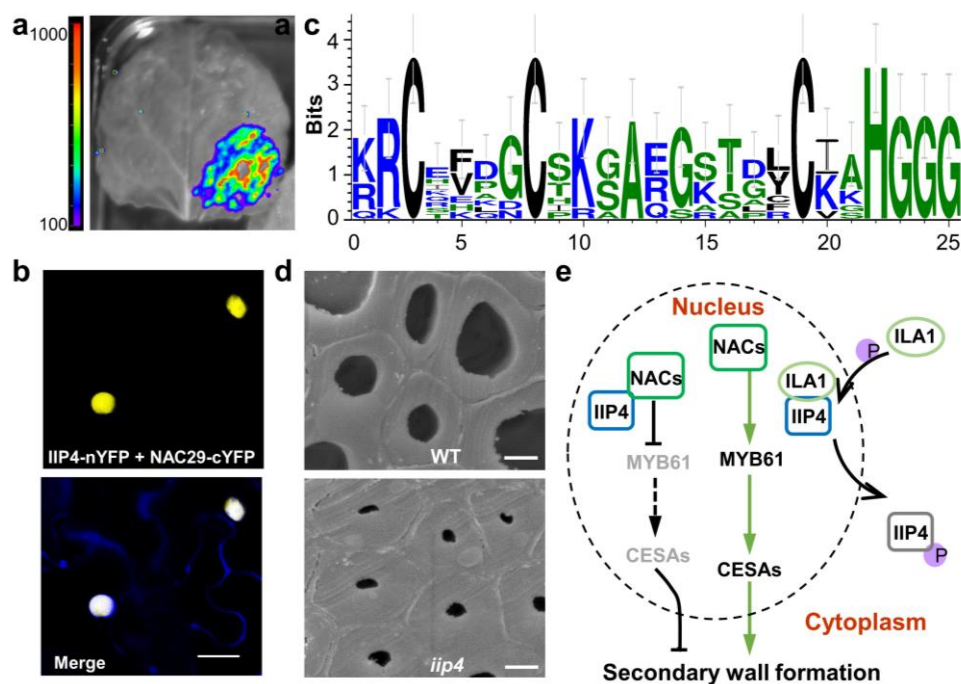 a
1000
100
a
b
IIP4-nYFP + NAC29-cYFP
Merge
c
Bits
4
3
2
1
0
KRCEFDGCSKGAEGSTDLCIAHGGG
0 5 10 15 20 25
d
WT
iip4
e
Nucleus
NACs
IIP4
MYB61
CESAs
NACs
MYB61
CESAs
ILA1
IIP4
P
ILA1
IIP4
P
Cytoplasm
Secondary wall formation